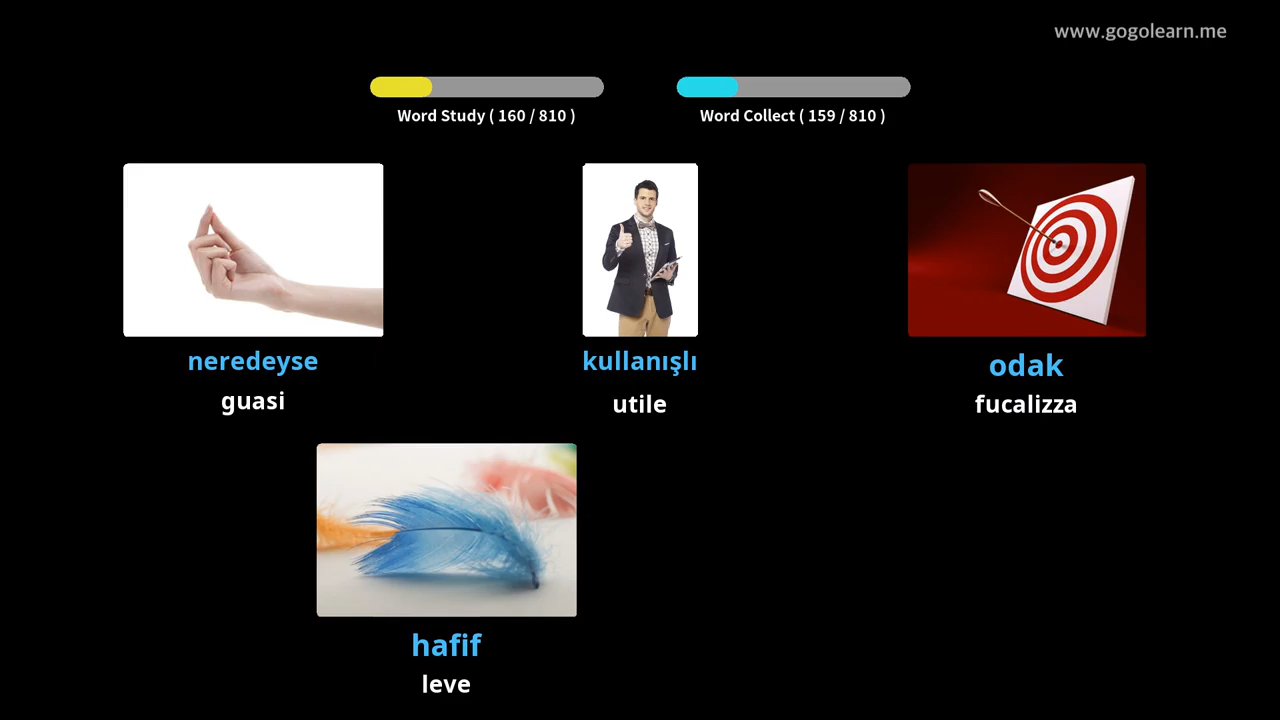 www.gogolearn.me
Word Study ( 160 / 810 )
Word Collect ( 159 / 810 )
neredeyse
guasi
kullanışlı
utile
odak
fucalizza
hafif
leve